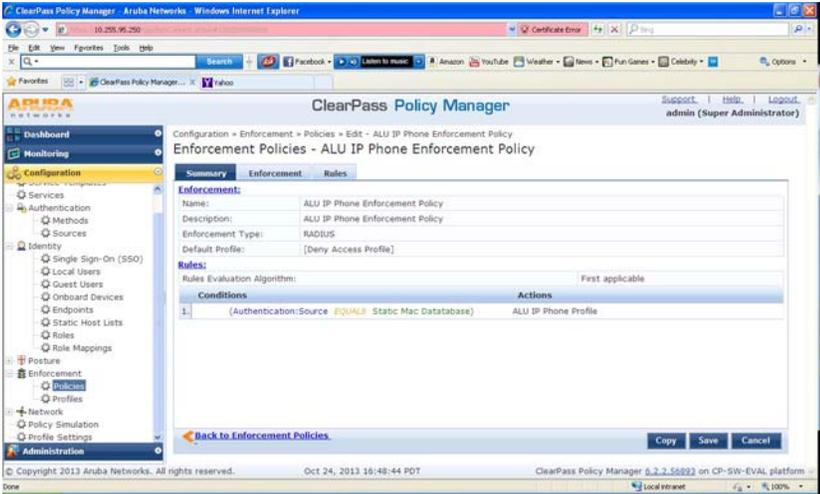 ClearPass Policy Manager - Aruba Networks - Windows Internet Explorer
10.255.95.250
Certificate Error
Bing
File Edit View Favorites Tools Help
Search
Facebook
Listen to music
Amazon
YouTube
Weather
News
Fun Games
Celebrity
Options
Favorites
ClearPass Policy Manager...
Yahoo
ARUBA
networks
ClearPass Policy Manager
Support | Help | Logout
admin (Super Administrator)
Dashboard
Monitoring
Configuration
Service Templates
Services
Authentication
Methods
Sources
Identity
Single Sign-On (SSO)
Local Users
Guest Users
Onboard Devices
Endpoints
Static Host Lists
Roles
Role Mappings
Posture
Enforcement
Policies
Profiles
Network
Policy Simulation
Profile Settings
Administration
Configuration » Enforcement » Policies » Edit - ALU IP Phone Enforcement Policy
Enforcement Policies - ALU IP Phone Enforcement Policy
Summary Enforcement Rules
Enforcement:
Name: ALU IP Phone Enforcement Policy
Description: ALU IP Phone Enforcement Policy
Enforcement Type: RADIUS
Default Profile: [Deny Access Profile]
Rules:
Rules Evaluation Algorithm: First applicable
Conditions Actions
1. (Authentication:Source EQUALS Static Mac Datatabase) ALU IP Phone Profile
Back to Enforcement Policies
Copy Save Cancel
© Copyright 2013 Aruba Networks. All rights reserved. Oct 24, 2013 16:48:44 PDT ClearPass Policy Manager 6.2.2.56893 on CP-SW-EVAL platform
Done
Local intranet
100%